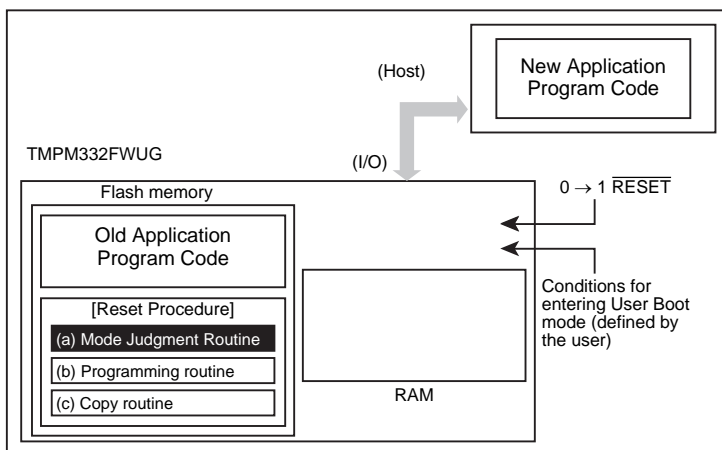 New Application
Program Code
(Host)
TMPM332FWUG
(I/O)
0 → 1 RESET
Flash memory
Old Application
Program Code
[Reset Procedure]
(a) Mode Judgment Routine
(b) Programming routine
(c) Copy routine
RAM
Conditions for
entering User Boot
mode (defined by
the user)